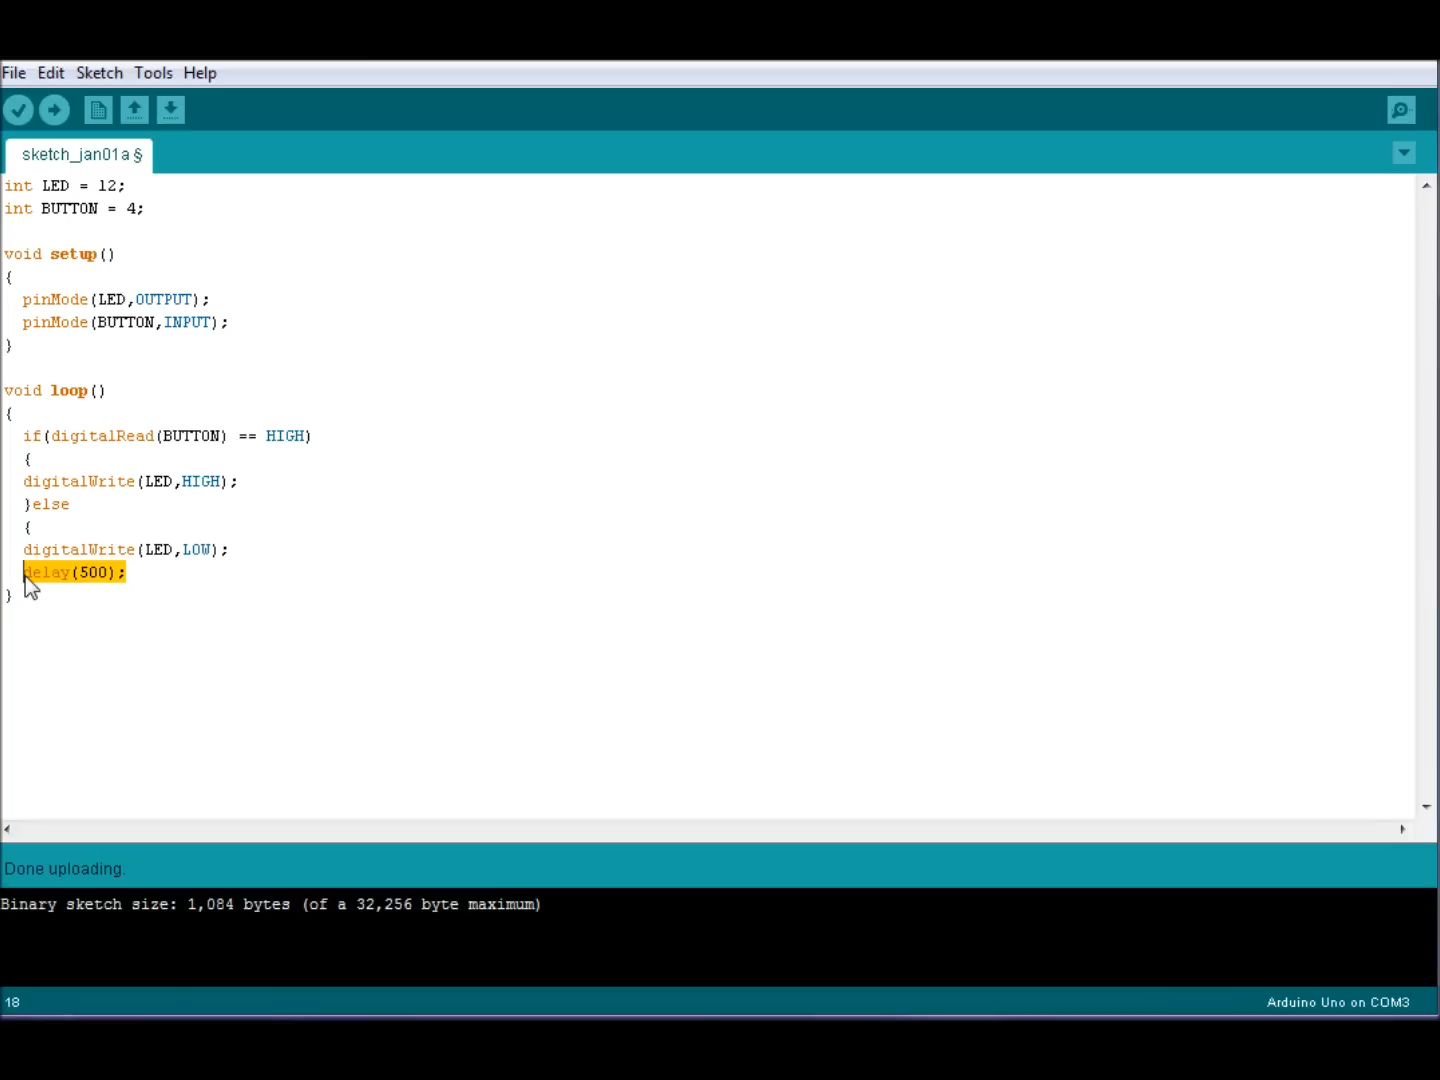 File Edit Sketch Tools Help
sketch_jan01a §
int LED = 12;
int BUTTON = 4;
void setup()
{
pinMode(LED,OUTPUT);
pinMode(BUTTON,INPUT);
}
void loop()
{
if(digitalRead(BUTTON) == HIGH)
{
digitalWrite(LED,HIGH);
}else
{
digitalWrite(LED,LOW);
delay(500);
}
Done uploading.
Binary sketch size: 1,084 bytes (of a 32,256 byte maximum)
18
Arduino Uno on COM3